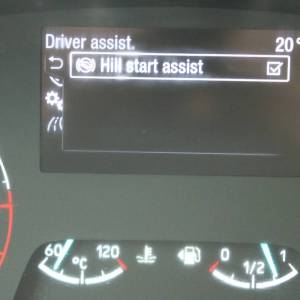 Driver assist. 20°
Hill start assist
60 120 0 1
°C 1/2